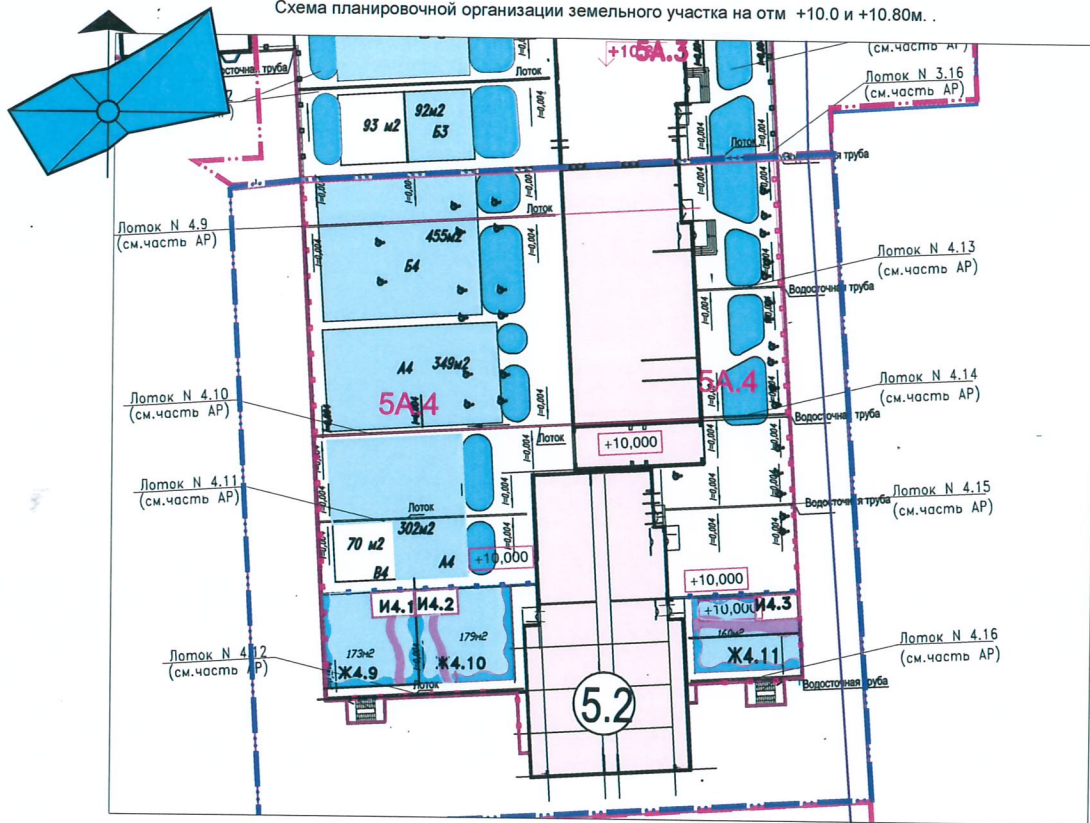 Схема планировочной организации земельного участка на отм +10.0 и +10.80м. .
5А.3
(см.часть АР)
Лоток N 3.16
(см.часть АР)
Лоток
93 м2
92м2
Б3
Лоток
Лоток N 4.9
(см.часть АР)
Лоток
i=0,004
455м2
Б4
Лоток N 4.13
(см.часть АР)
Водосточная труба
А4
349м2
5А.4
5А.4
Лоток N 4.10
(см.часть АР)
Лоток N 4.14
(см.часть АР)
Водосточная труба
Лоток
+10,000
Лоток N 4.11
(см.часть АР)
Лоток
302м2
70 м2
В4
А4
+10,000
Лоток N 4.15
(см.часть АР)
Водосточная труба
+10,000
И4.1
И4.2
+10,000
И4.3
173м2
179м2
160м2
Лоток N 4.12
(см.часть АР)
Ж4.9
Ж4.10
Ж4.11
Лоток N 4.16
(см.часть АР)
Лоток
Водосточная труба
5.2